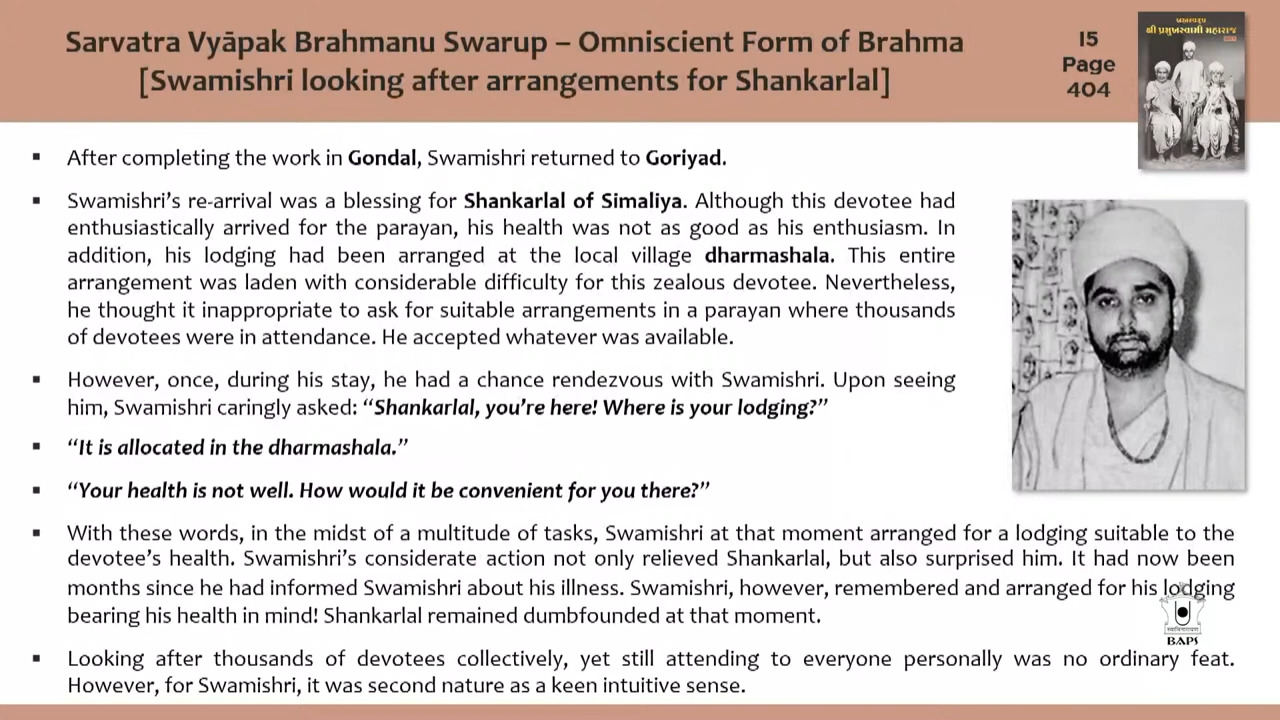 Sarvatra Vyāpak Brahmanu Swarup – Omniscient Form of Brahma
[Swamishri looking after arrangements for Shankarlal]
15
Page
404
શ્રી પ્રમુખસ્વામી મહારાજ
▪ After completing the work in Gondal, Swamishri returned to Goriyad.
▪ Swamishri’s re-arrival was a blessing for Shankarlal of Simaliya. Although this devotee had
enthusiastically arrived for the parayan, his health was not as good as his enthusiasm. In
addition, his lodging had been arranged at the local village dharmashala. This entire
arrangement was laden with considerable difficulty for this zealous devotee. Nevertheless,
he thought it inappropriate to ask for suitable arrangements in a parayan where thousands
of devotees were in attendance. He accepted whatever was available.
▪ However, once, during his stay, he had a chance rendezvous with Swamishri. Upon seeing
him, Swamishri caringly asked: “Shankarlal, you’re here! Where is your lodging?”
▪ “It is allocated in the dharmashala.”
▪ “Your health is not well. How would it be convenient for you there?”
▪ With these words, in the midst of a multitude of tasks, Swamishri at that moment arranged for a lodging suitable to the
devotee’s health. Swamishri’s considerate action not only relieved Shankarlal, but also surprised him. It had now been
months since he had informed Swamishri about his illness. Swamishri, however, remembered and arranged for his lodging
bearing his health in mind! Shankarlal remained dumbfounded at that moment.
BAPS
▪ Looking after thousands of devotees collectively, yet still attending to everyone personally was no ordinary feat.
However, for Swamishri, it was second nature as a keen intuitive sense.